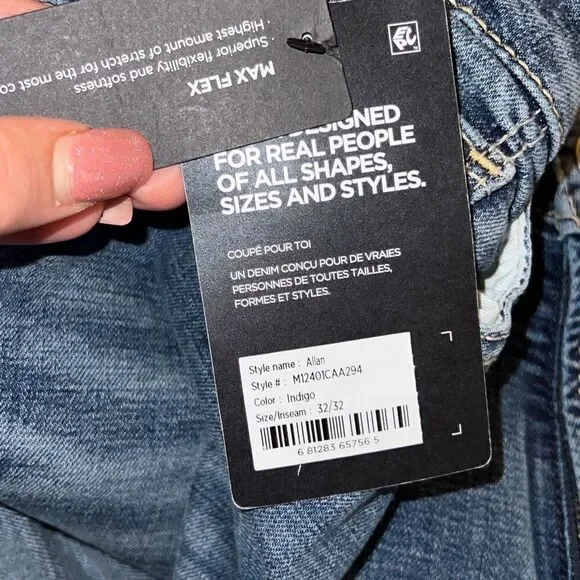 MAX FLEX
· Superior flexibility and softness
· Highest amount of stretch for the most
DESIGNED
FOR REAL PEOPLE
OF ALL SHAPES,
SIZES AND STYLES.
COUPÉ POUR TOI
UN DENIM CONÇU POUR DE VRAIES
PERSONNES DE TOUTES TAILLES,
FORMES ET STYLES.
Style name : Allan
Style # : M12401CAA294
Color : Indigo
Size/Inseam : 32/32
6 81283 65756 5